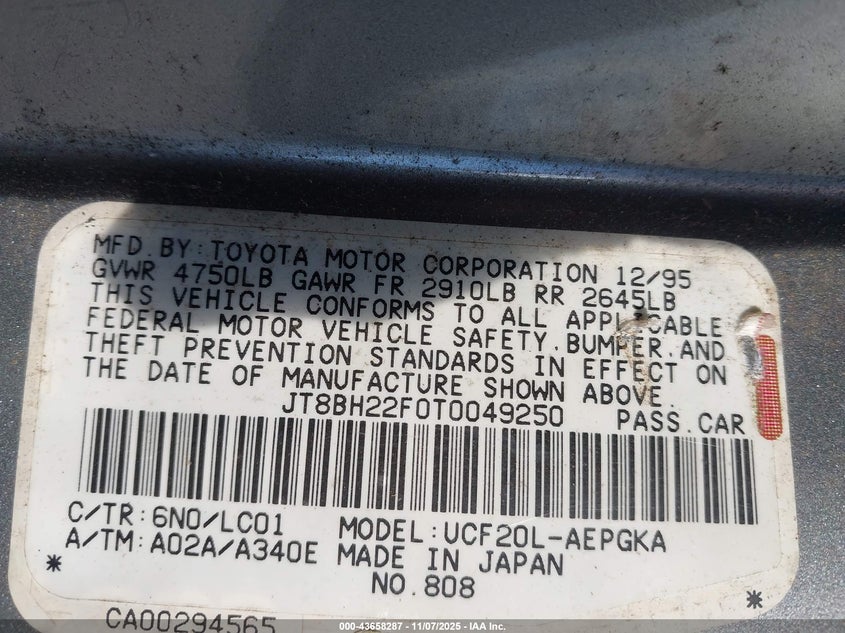 MFD BY:TOYOTA MOTOR CORPORATION 12/95
GVWR 4750LB GAWR FR 2910LB RR 2645LB
THIS VEHICLE CONFORMS TO ALL APPLICABLE
FEDERAL MOTOR VEHICLE SAFETY,BUMPER,AND
THEFT PREVENTION STANDARDS IN EFFECT ON
THE DATE OF MANUFACTURE SHOWN ABOVE.
JT8BH22F0T0049250 PASS.CAR
C/TR:6N0/LC01 MODEL:UCF20L-AEPGKA
A/TM:A02A/A340E MADE IN JAPAN
* NO.808 *
CA00294565
000-43658287 - 11/07/2025 - IAA Inc.